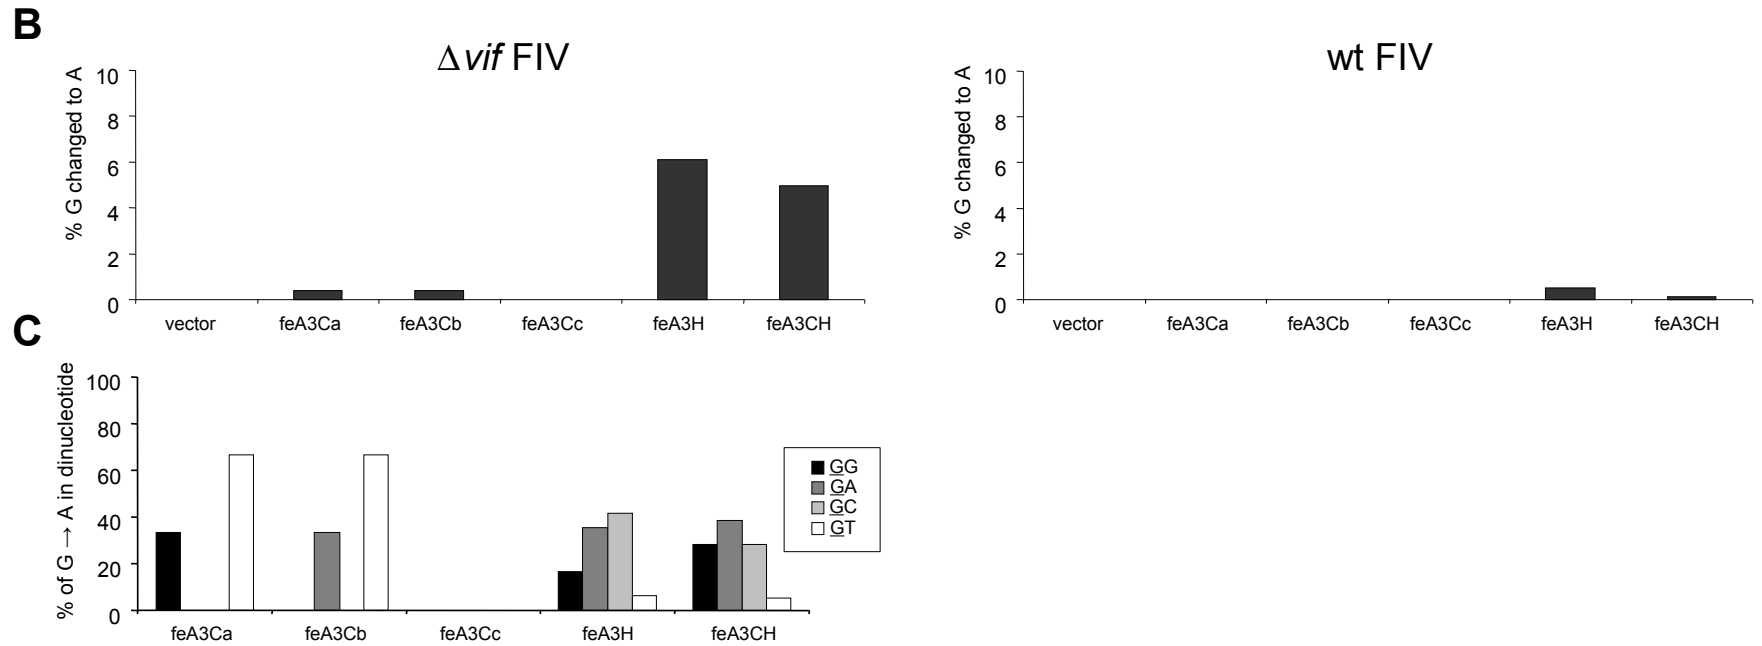 B
Δvif FIV
% G changed to A
10
8
6
4
2
0
vector feA3Ca feA3Cb feA3Cc feA3H feA3CH
wt FIV
% G changed to A
10
8
6
4
2
0
vector feA3Ca feA3Cb feA3Cc feA3H feA3CH
C
% of G → A in dinucleotide
100
80
60
40
20
0
feA3Ca feA3Cb feA3Cc feA3H feA3CH
GG
GA
GC
GT